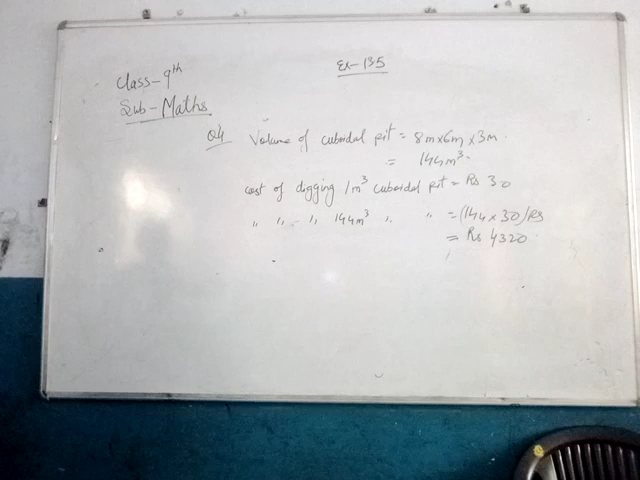 Ex-13.5
Class-9th
Sub-Maths
Q4 Volume of cuboidal pit = 8m×6m×3m.
= 144m³.
cost of digging 1m³ cuboidal pit = Rs 30
" " - " 144m³ " " = (144×30)Rs
= Rs 4320.